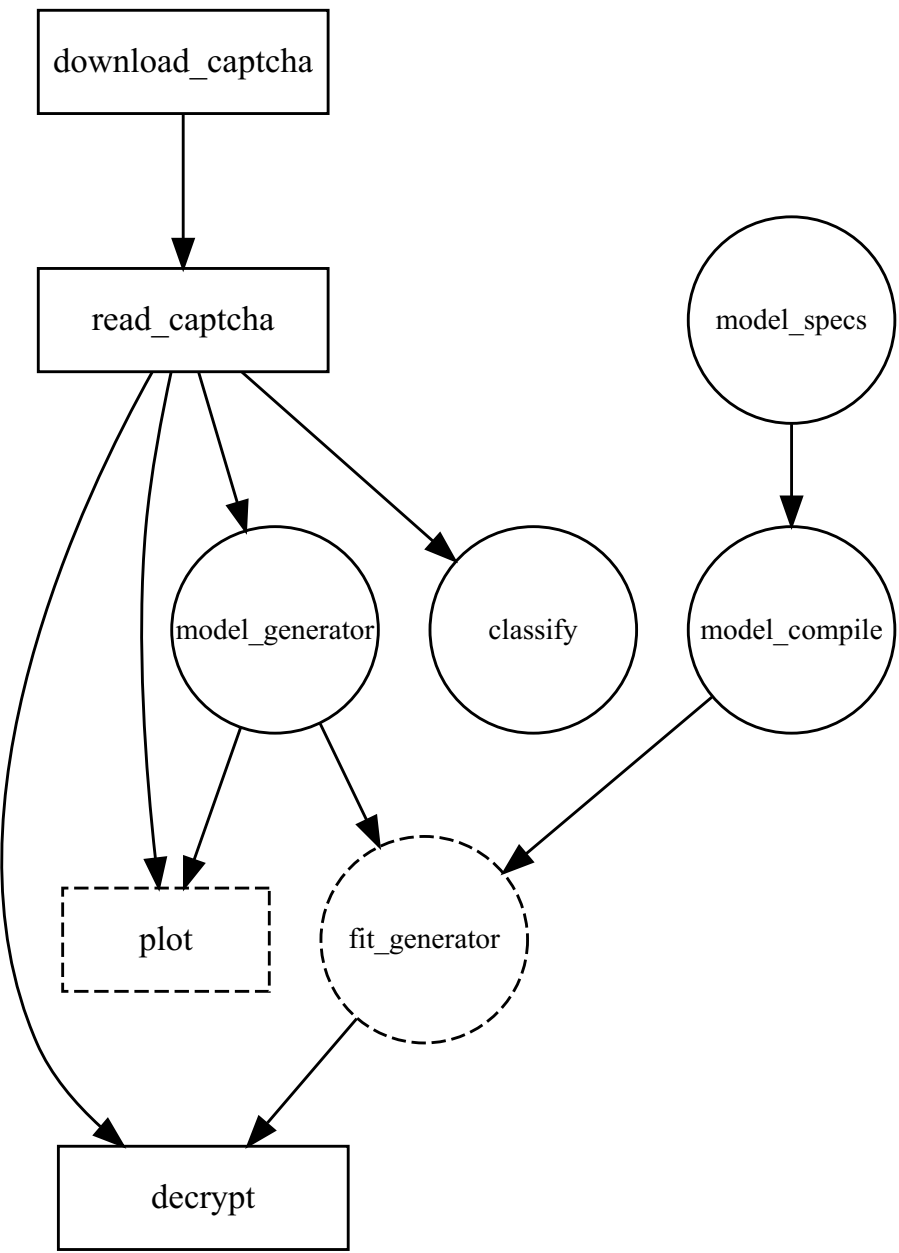 download_captcha
read_captcha
model_specs
model_generator
classify
model_compile
plot
fit_generator
decrypt